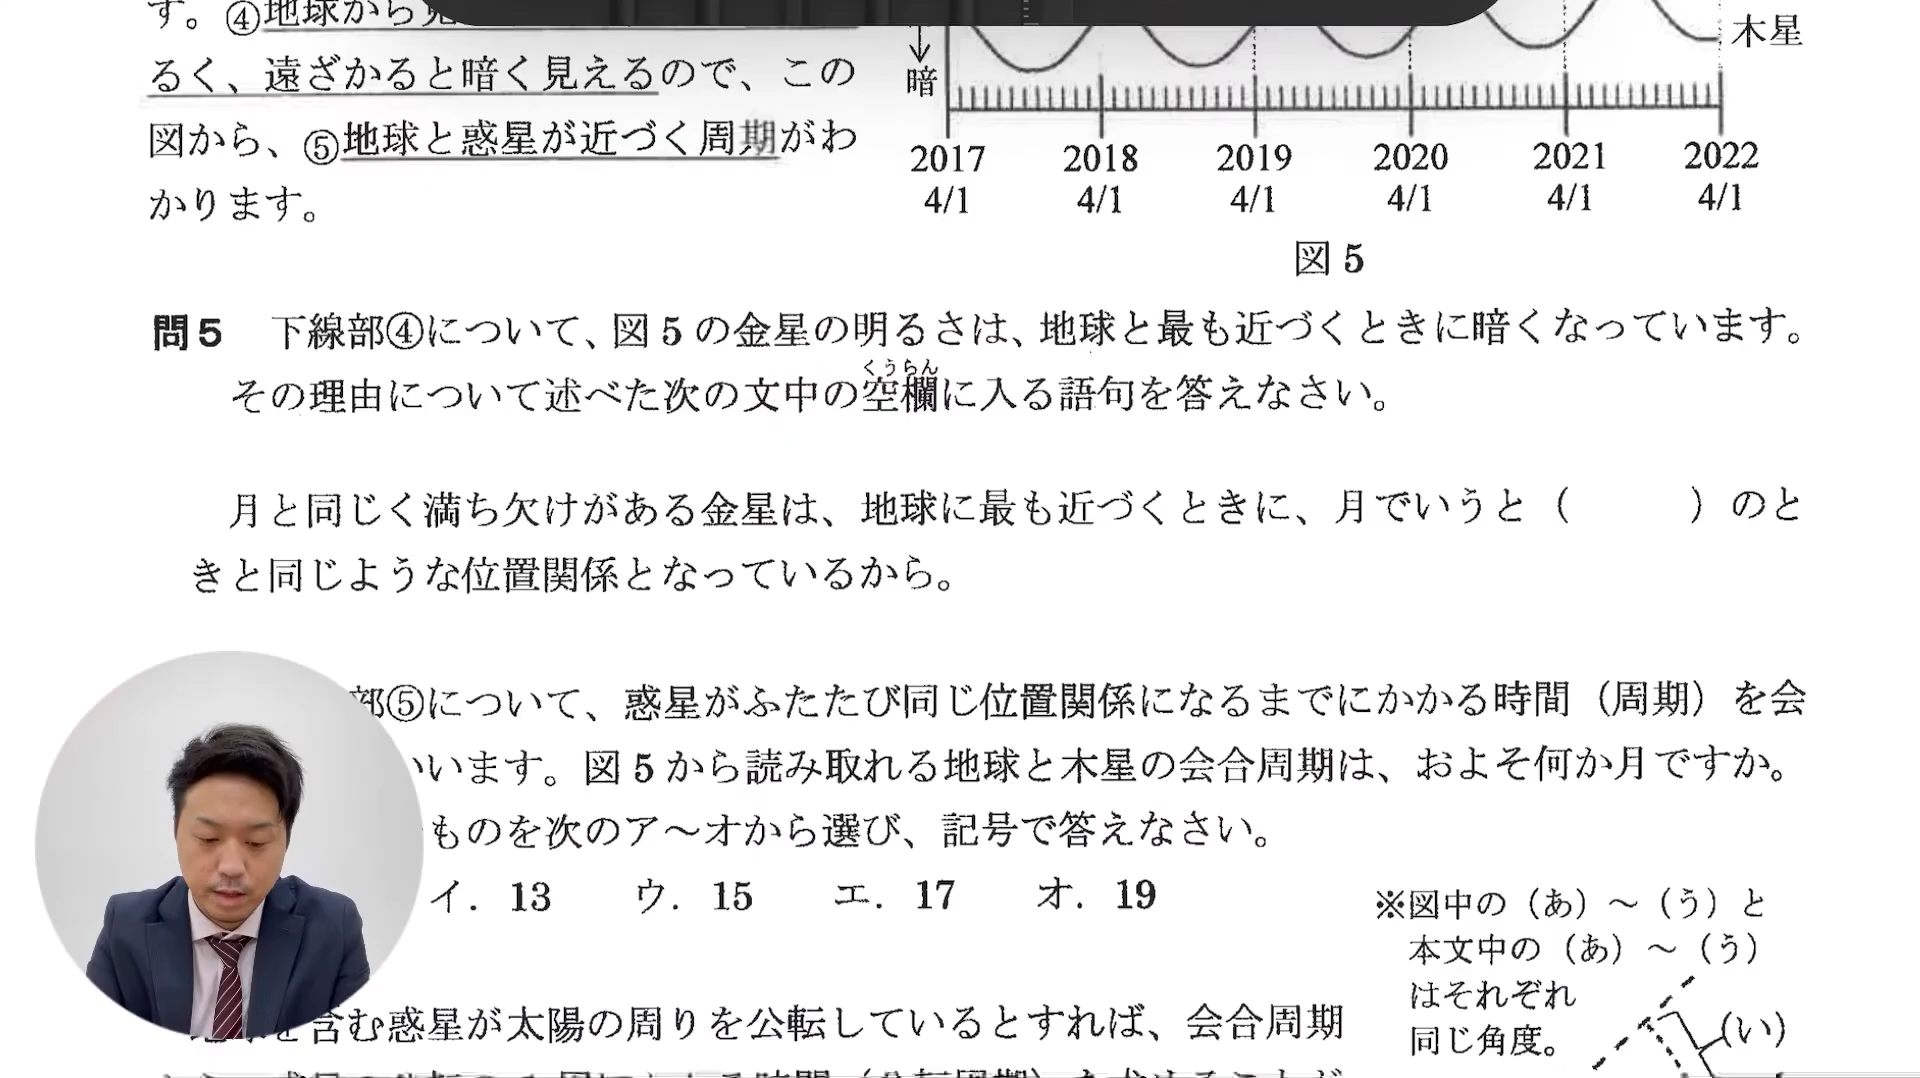 す。④地球から見
るく、遠ざかると暗く見えるので、この
図から、⑤地球と惑星が近づく周期がわ
かります。
木星
暗
2017 2018 2019 2020 2021 2022
4/1 4/1 4/1 4/1 4/1 4/1
図5
問5 下線部④について、図5の金星の明るさは、地球と最も近づくときに暗くなっています。
くうらん
その理由について述べた次の文中の空欄に入る語句を答えなさい。
月と同じく満ち欠けがある金星は、地球に最も近づくときに、月でいうと( )のと
きと同じような位置関係となっているから。
部⑤について、惑星がふたたび同じ位置関係になるまでにかかる時間(周期)を会
います。図5から読み取れる地球と木星の会合周期は、およそ何か月ですか。
ものを次のア〜オから選び、記号で答えなさい。
イ. 13 ウ. 15 エ. 17 オ. 19
※図中の(あ)〜(う)と
本文中の(あ)〜(う)
はそれぞれ
同じ角度。
(い)
含む惑星が太陽の周りを公転しているとすれば、会合周期